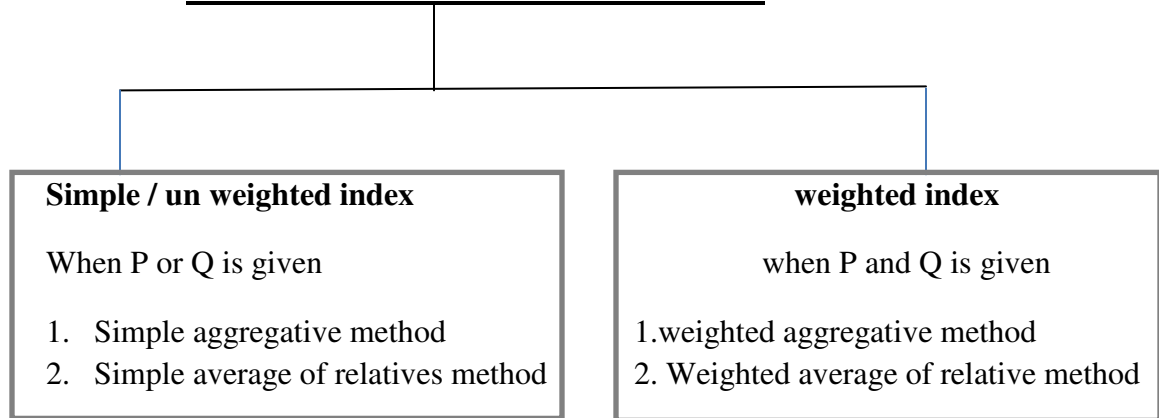 Simple / un weighted index
When P or Q is given
1. Simple aggregative method
2. Simple average of relatives method
weighted index
when P and Q is given
1.weighted aggregative method
2. Weighted average of relative method